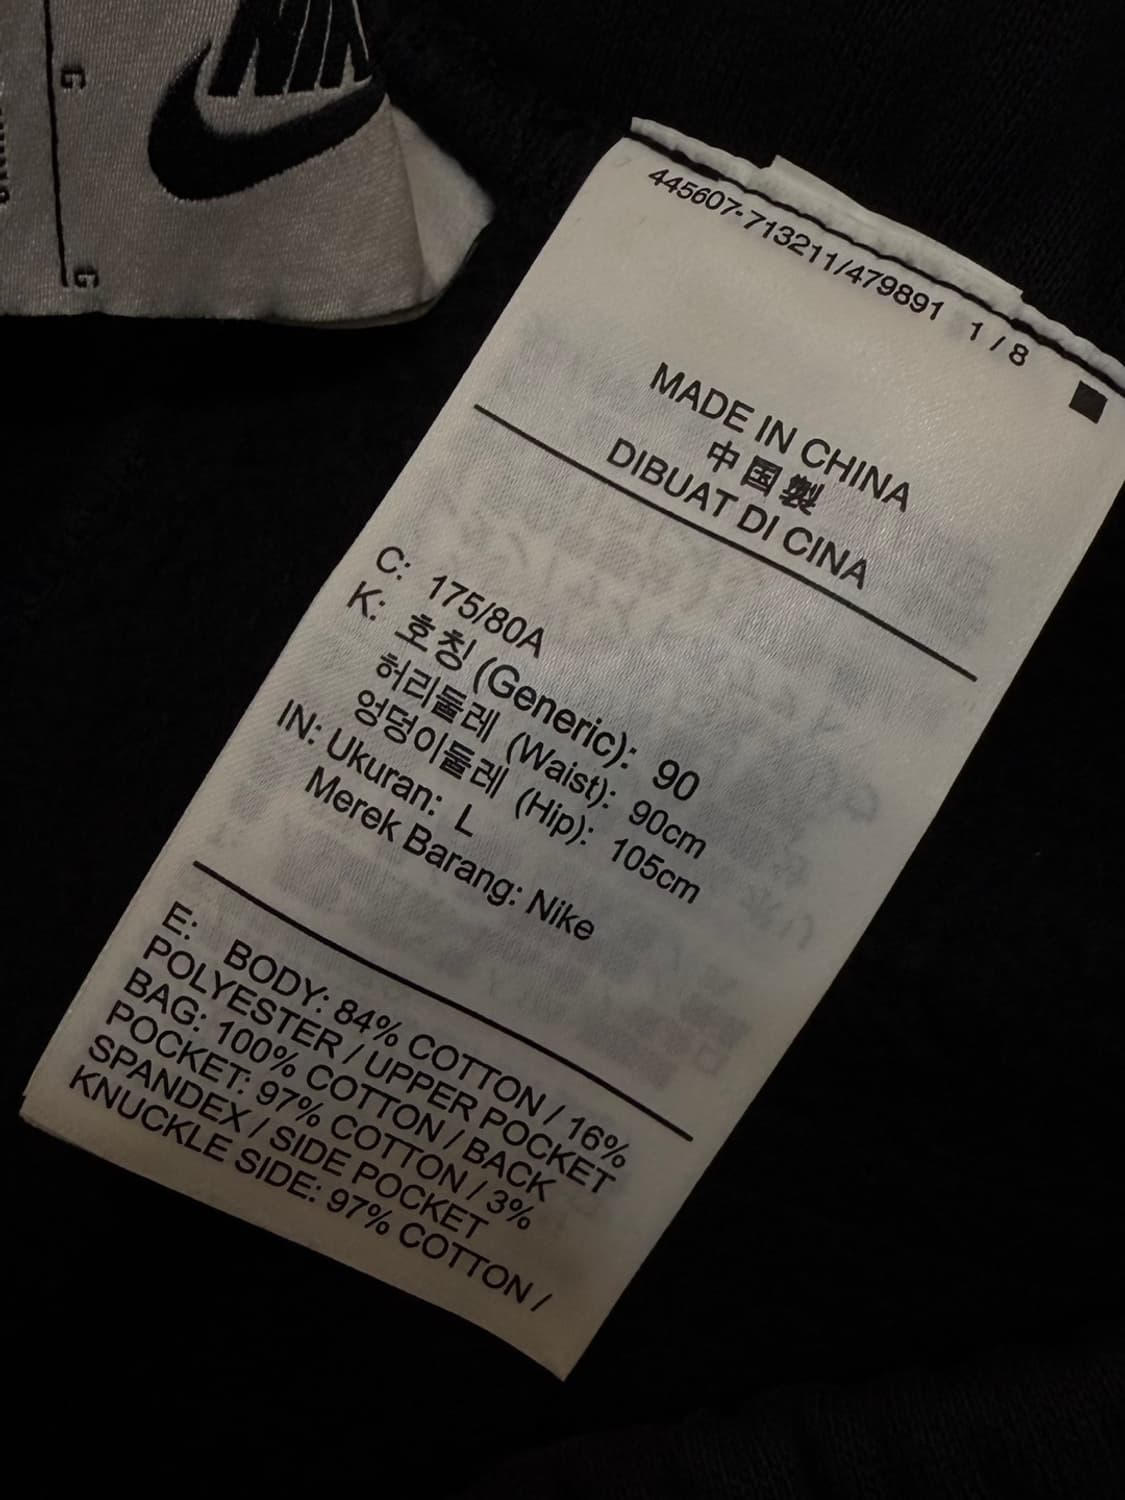 G
G
445607-713211/479891 1 / 8
MADE IN CHINA
中国製
DIBUAT DI CINA
C: 175/80A
K: 호칭 (Generic): 90
허리둘레 (Waist): 90cm
엉덩이둘레 (Hip): 105cm
IN: Ukuran: L
Merek Barang: Nike
E: BODY: 84% COTTON / 16%
POLYESTER / UPPER POCKET
BAG: 100% COTTON / BACK
POCKET: 97% COTTON / 3%
SPANDEX / SIDE POCKET
KNUCKLE SIDE: 97% COTTON /